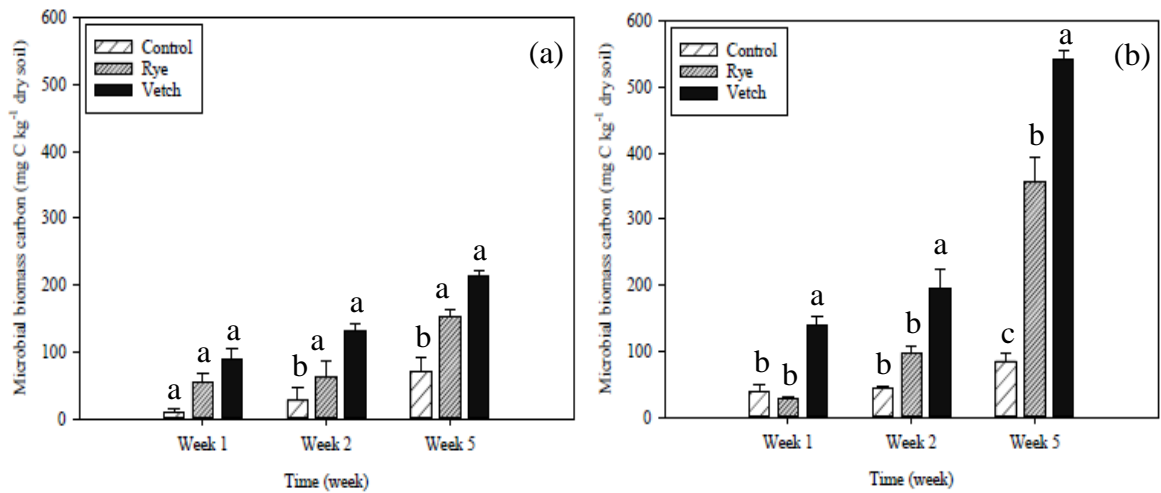 600
500
400
300
200
100
0
Microbial biomass carbon (mg C kg⁻¹ dry soil)
Control
Rye
Vetch
(a)
a a a
b a a
b a a
Week 1 Week 2 Week 5
Time (week)
600
500
400
300
200
100
0
Microbial biomass carbon (mg C kg⁻¹ dry soil)
Control
Rye
Vetch
(b)
b b a
b b a
c b a
Week 1 Week 2 Week 5
Time (week)